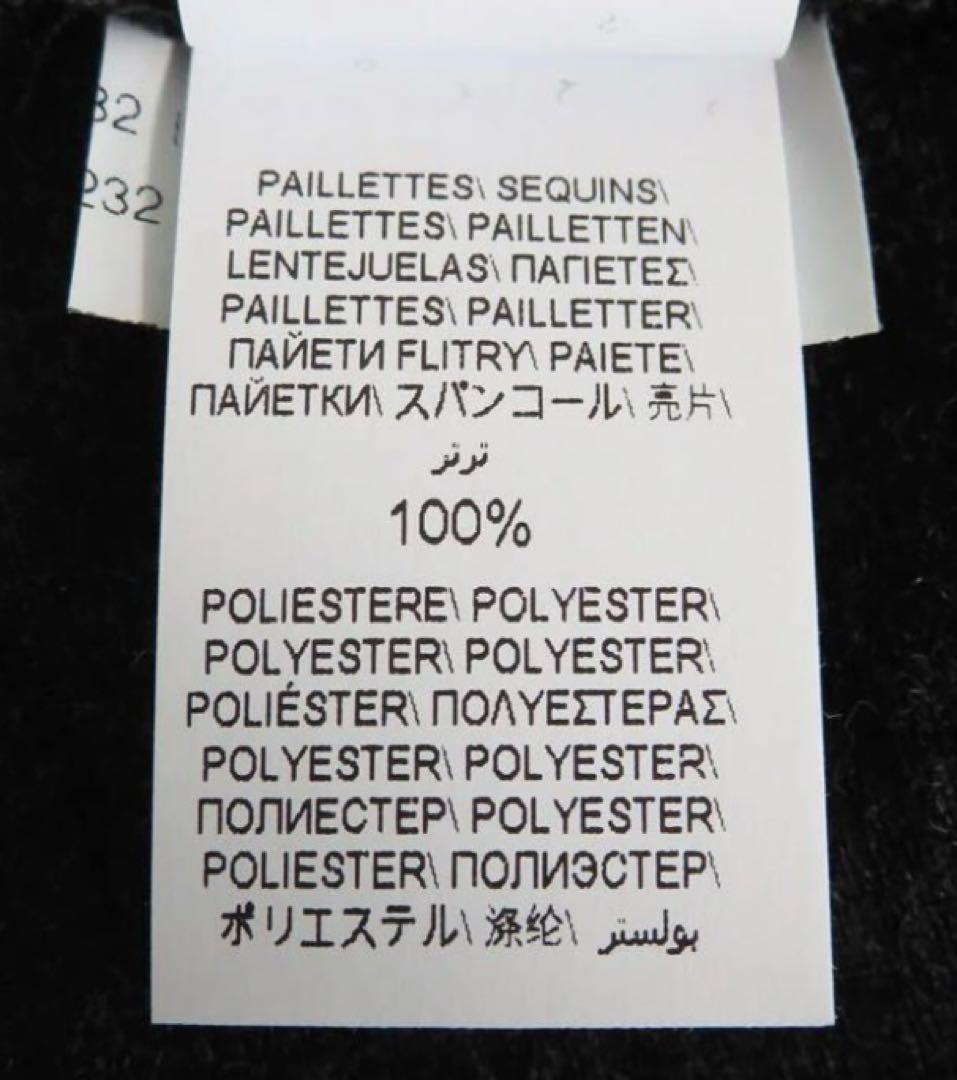 232
PAILLETTES\ SEQUINS\
PAILLETTES\ PAILLETTEN\
LENTEJUELAS\ ΠΑΓΙΕΤΕΣ\
PAILLETTES\ PAILLETTER\
ПАЙЕТИ FLITRY\ PAIETE\
ПАЙЕТКИ\ スパンコール\ 亮片\
ترتر
100%
POLIESTERE\ POLYESTER\
POLYESTER\ POLYESTER\
POLIÉSTER\ ΠΟΛΥΕΣΤΕΡΑΣ\
POLYESTER\ POLYESTER\
ПОЛИЕСТЕР\ POLYESTER\
POLIESTER\ ПОЛИЭСТЕР\
ポリエステル\ 涤纶\ بولستر